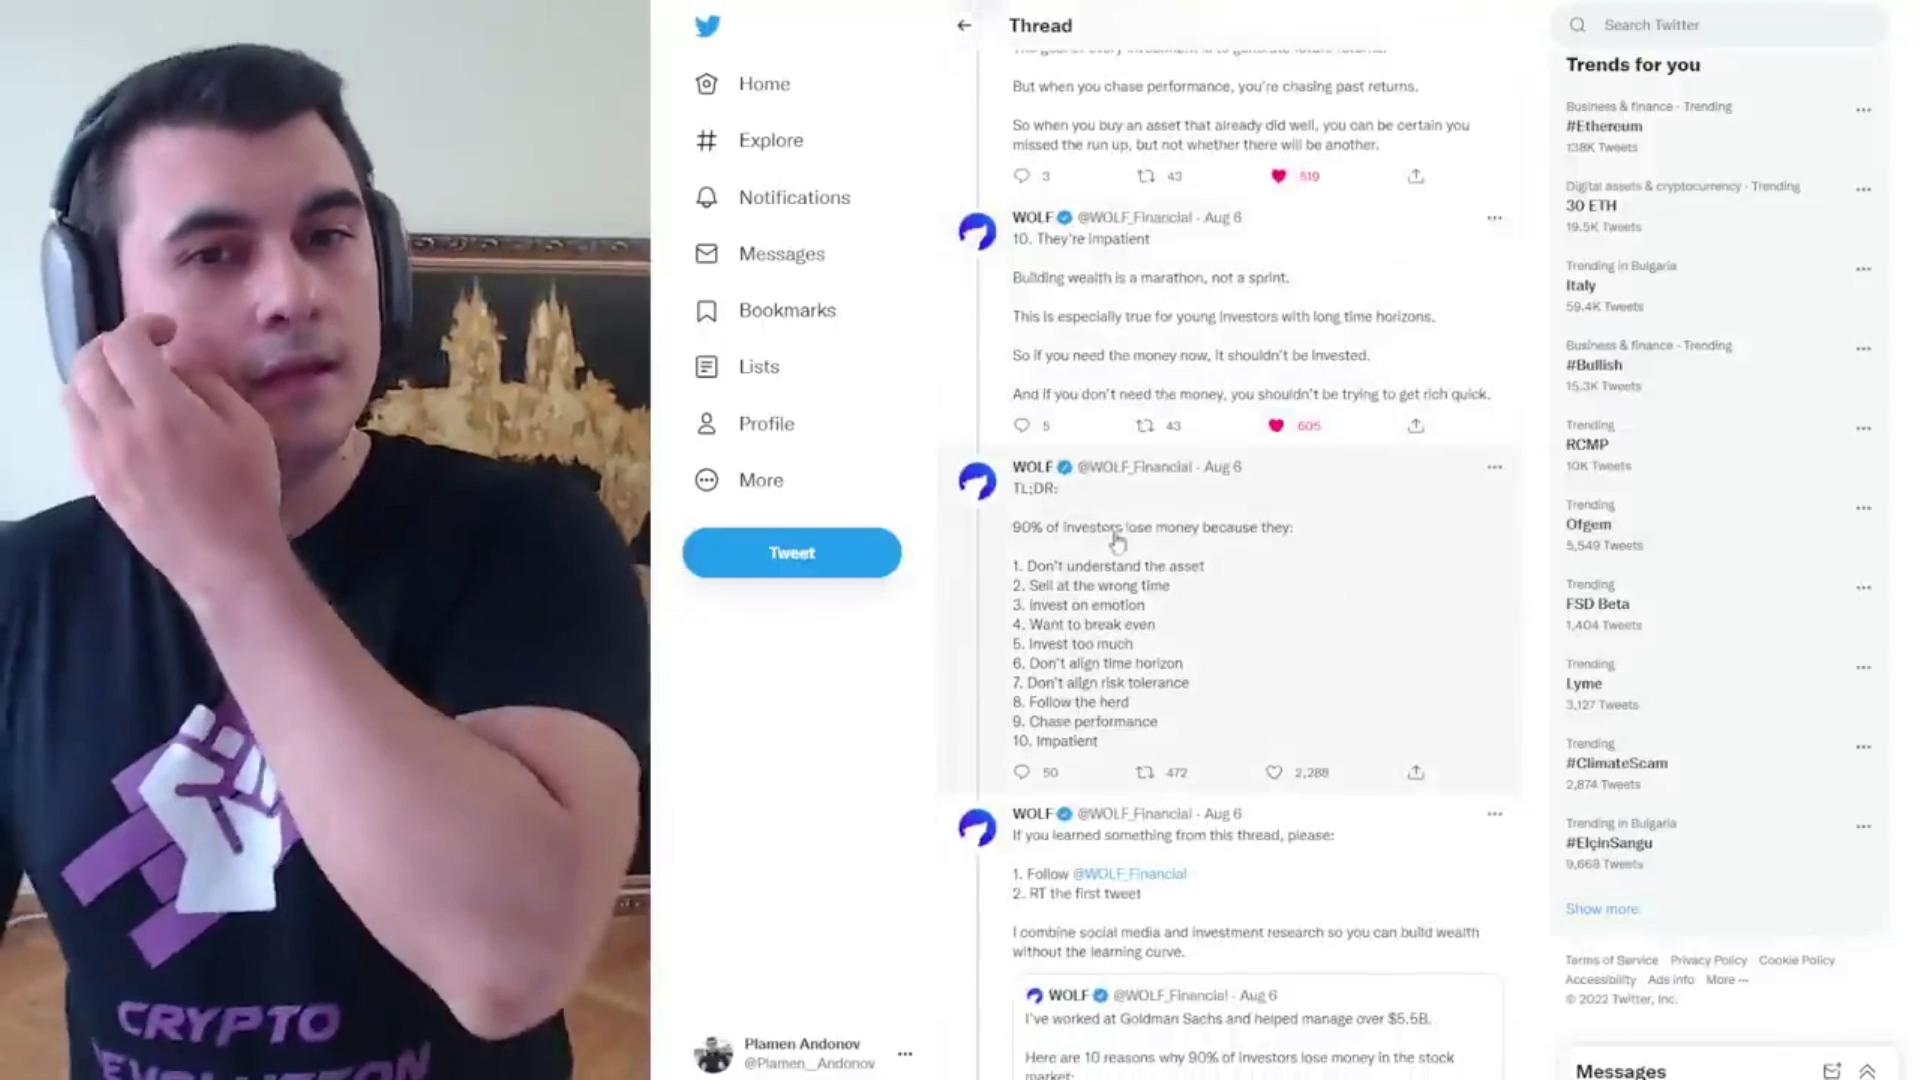 Thread
Search Twitter
But when you chase performance, you're chasing past returns.
So when you buy an asset that already did well, you can be certain you
missed the run up, but not whether there will be another.
3 43 519
WOLF @WOLF_Financial · Aug 6
10. They're impatient
Building wealth is a marathon, not a sprint.
This is especially true for young investors with long time horizons.
So if you need the money now, it shouldn't be invested.
And if you don't need the money, you shouldn't be trying to get rich quick.
5 43 605
WOLF @WOLF_Financial · Aug 6
TL;DR:
90% of investors lose money because they:
1. Don't understand the asset
2. Sell at the wrong time
3. Invest on emotion
4. Want to break even
5. Invest too much
6. Don't align time horizon
7. Don't align risk tolerance
8. Follow the herd
9. Chase performance
10. Impatient
50 472 2,288
WOLF @WOLF_Financial · Aug 6
If you learned something from this thread, please:
1. Follow @WOLF_Financial
2. RT the first tweet
I combine social media and investment research so you can build wealth
without the learning curve.
WOLF @WOLF_Financial · Aug 6
I've worked at Goldman Sachs and helped manage over $5.5B.
Here are 10 reasons why 90% of investors lose money in the stock
market:
Home
Explore
Notifications
Messages
Bookmarks
Lists
Profile
More
Tweet
Plamen Andonov
@Plamen__Andonov
Trends for you
Business & finance · Trending
#Ethereum
138K Tweets
Digital assets & cryptocurrency · Trending
30 ETH
19.5K Tweets
Trending in Bulgaria
Italy
59.4K Tweets
Business & finance · Trending
#Bullish
15.3K Tweets
Trending
RCMP
10K Tweets
Trending
Ofgem
5,549 Tweets
Trending
FSD Beta
1,404 Tweets
Trending
Lyme
3,127 Tweets
Trending
#ClimateScam
2,874 Tweets
Trending in Bulgaria
#ElçinSangu
9,668 Tweets
Show more
Terms of Service Privacy Policy Cookie Policy
Accessibility Ads info More ···
© 2022 Twitter, Inc.
Messages
CRYPTO